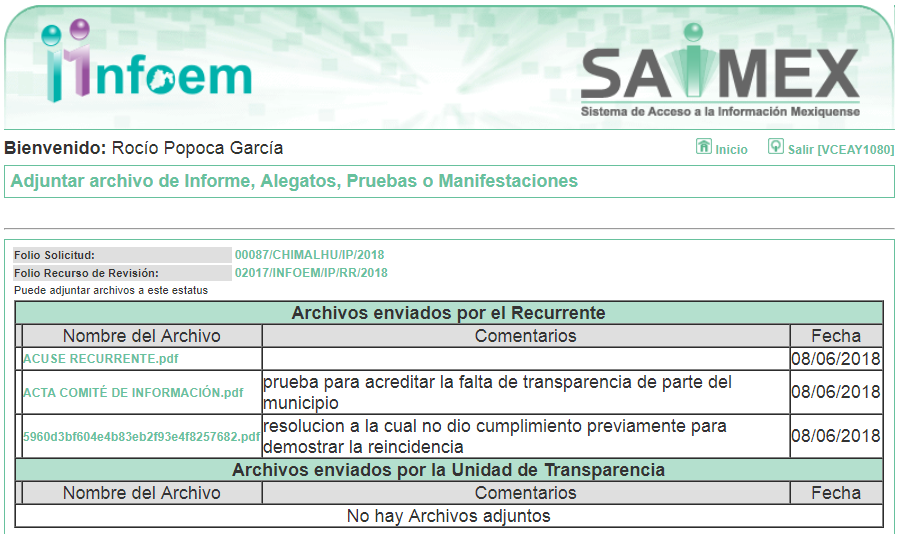 infoem
SAIMEX
Sistema de Acceso a la Información Mexiquense
Bienvenido: Rocío Popoca García
Inicio Salir [VCEAY1080]
Adjuntar archivo de Informe, Alegatos, Pruebas o Manifestaciones
Folio Solicitud: 00087/CHIMALHU/IP/2018
Folio Recurso de Revisión: 02017/INFOEM/IP/RR/2018
Puede adjuntar archivos a este estatus
Archivos enviados por el Recurrente
Nombre del Archivo Comentarios Fecha
ACUSE RECURRENTE.pdf 08/06/2018
ACTA COMITÉ DE INFORMACIÓN.pdf prueba para acreditar la falta de transparencia de parte del
municipio 08/06/2018
5960d3bf604e4b83eb2f93e4f8257682.pdf resolucion a la cual no dio cumplimiento previamente para
demostrar la reincidencia 08/06/2018
Archivos enviados por la Unidad de Transparencia
Nombre del Archivo Comentarios Fecha
No hay Archivos adjuntos